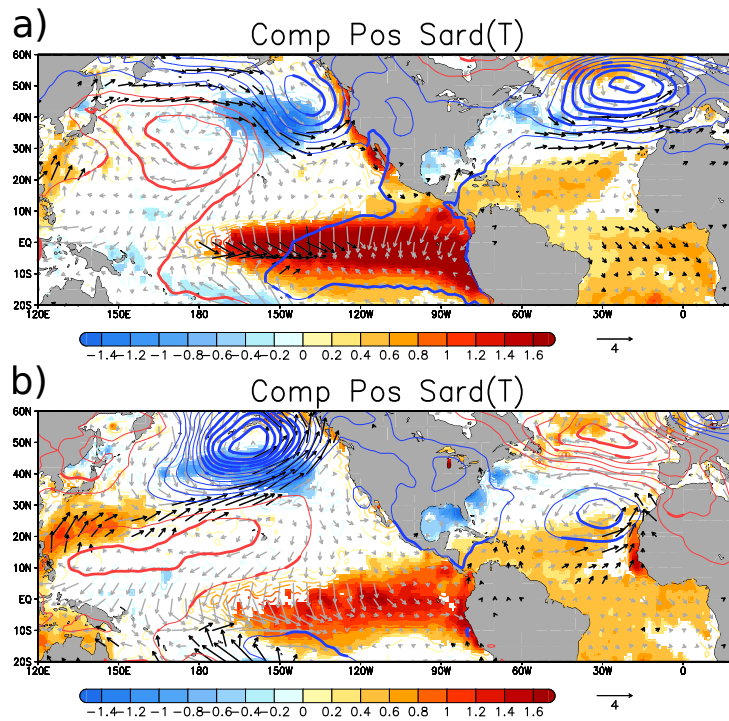 a)
Comp Pos Sard(T)
60N
50N
40N
30N
20N
10N
EQ
10S
20S
120E 150E 180 150W 120W 90W 60W 30W 0
-1.4 -1.2 -1 -0.8 -0.6 -0.4 -0.2 0 0.2 0.4 0.6 0.8 1 1.2 1.4 1.6
4
b)
Comp Pos Sard(T)
60N
50N
40N
30N
20N
10N
EQ
10S
20S
120E 150E 180 150W 120W 90W 60W 30W 0
-1.4 -1.2 -1 -0.8 -0.6 -0.4 -0.2 0 0.2 0.4 0.6 0.8 1 1.2 1.4 1.6
4